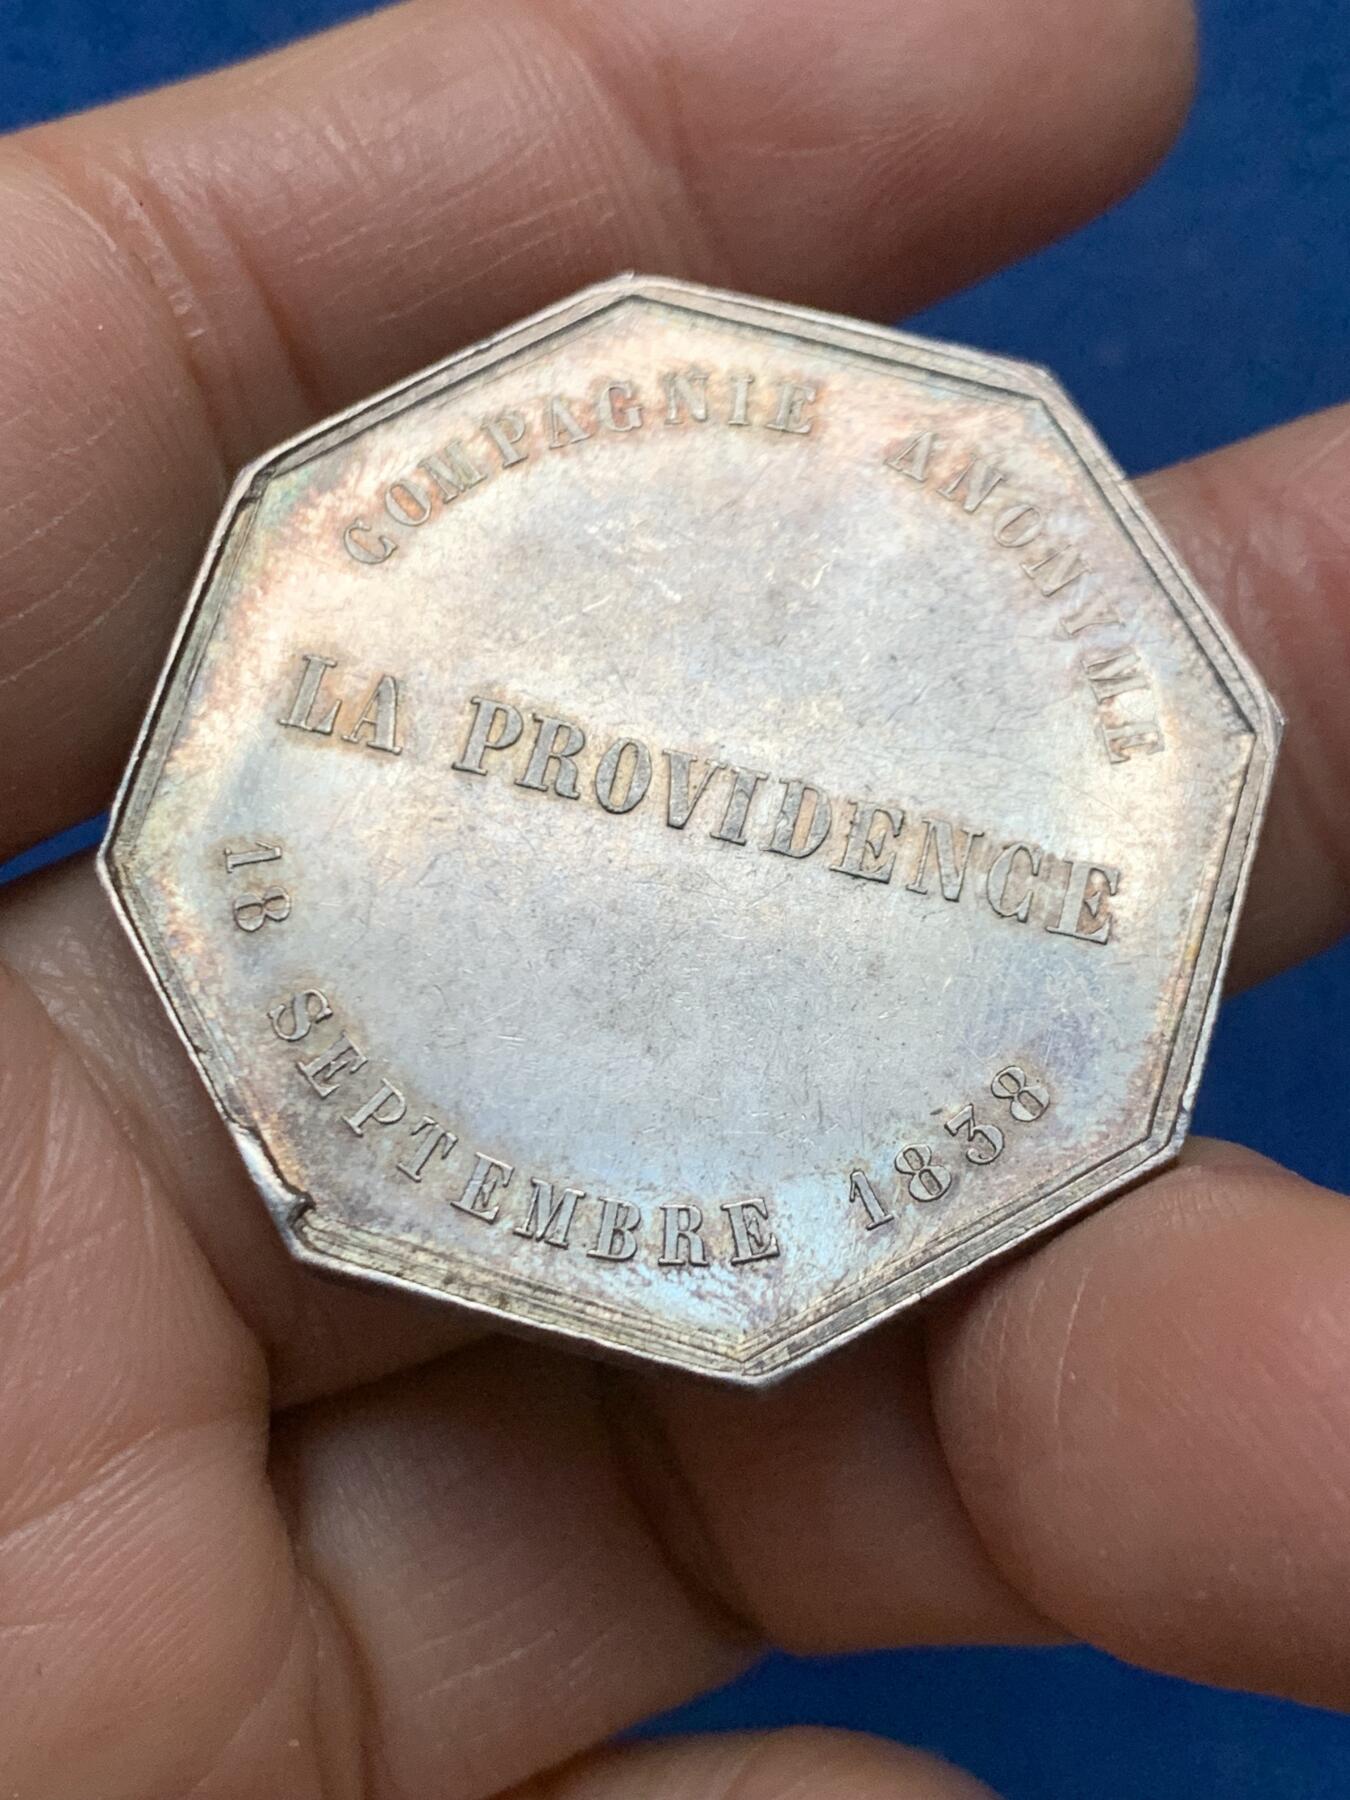 COMPAGNIE ANONYME
LA PROVIDENCE
18 SEPTEMBRE 1838